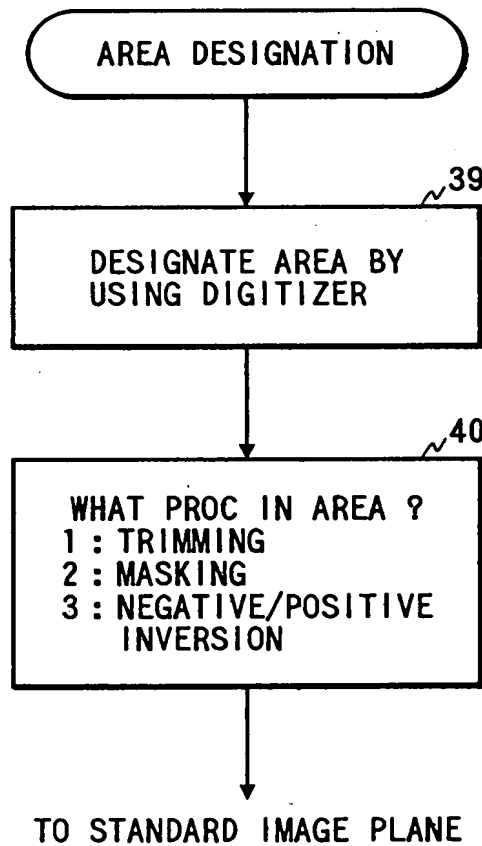 AREA DESIGNATION
39
DESIGNATE AREA BY
USING DIGITIZER
40
WHAT PROC IN AREA ?
1 : TRIMMING
2 : MASKING
3 : NEGATIVE/POSITIVE
INVERSION
TO STANDARD IMAGE PLANE